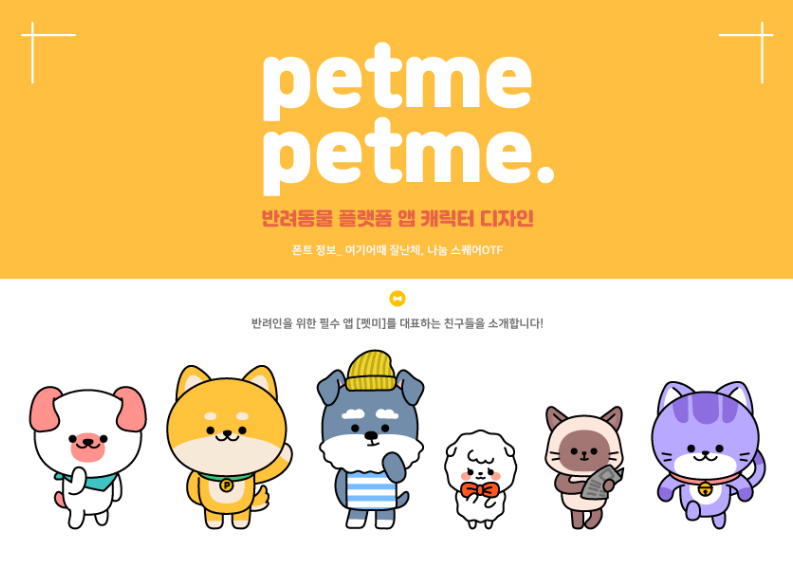 petme
petme.
반려동물 플랫폼 앱 캐릭터 디자인
폰트 정보_ 여기어때 잘난체, 나눔 스퀘어OTF
반려인을 위한 필수 앱 [펫미]를 대표하는 친구들을 소개합니다!
P